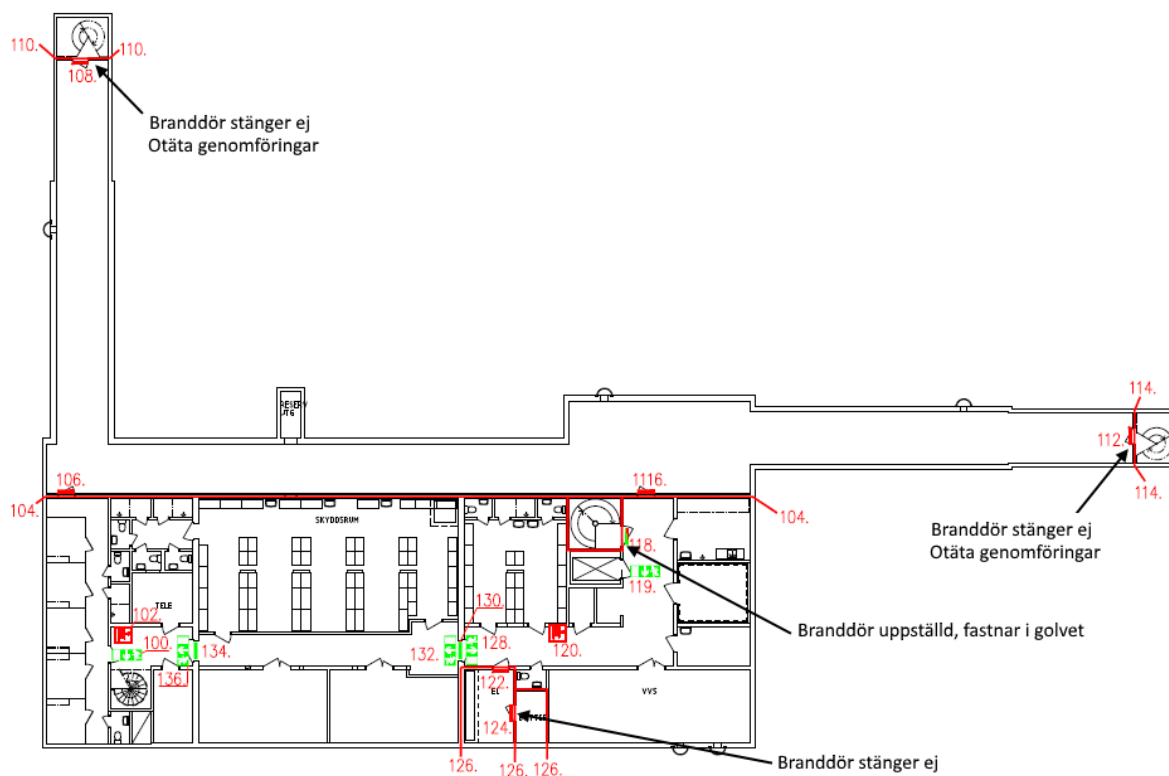 110.
110.
108.
Branddör stänger ej
Otäta genomföringar
RESERV
UTG
114.
112.
114.
Branddör stänger ej
Otäta genomföringar
106.
1116.
104.
104.
SKYDDSRUM
118.
119.
TELE
102.
100.
134.
136.
130.
132.
128.
120.
Branddör uppställd, fastnar i golvet
122.
EL
VVS
124.
126.
126.
126.
Branddör stänger ej